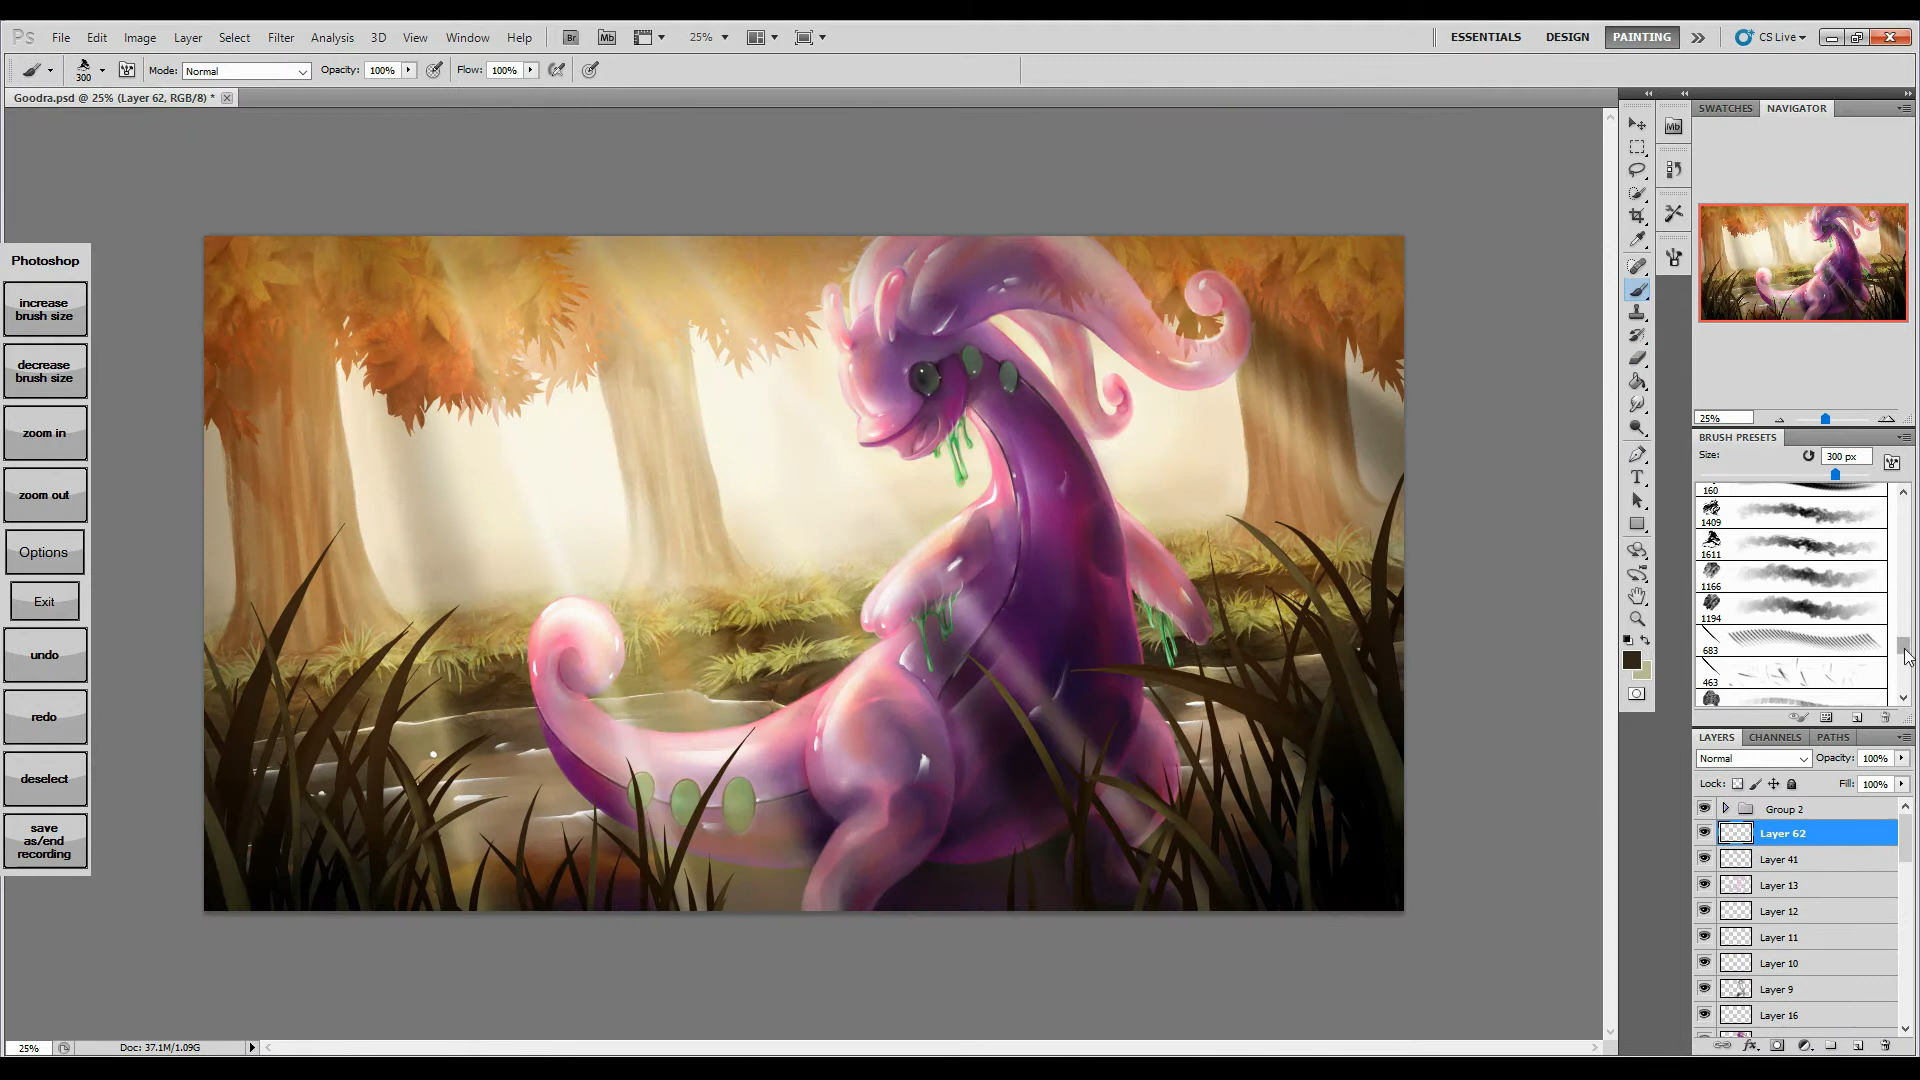 Ps File Edit Image Layer Select Filter Analysis 3D View Window Help Br Mb 25% ESSENTIALS DESIGN PAINTING CS Live
300 Mode: Normal Opacity: 100% Flow: 100%
Goodra.psd @ 25% (Layer 62, RGB/8) *
Photoshop
increase
brush size
decrease
brush size
zoom in
zoom out
Options
Exit
undo
redo
deselect
save
as/end
recording
Mb
T
SWATCHES NAVIGATOR
25%
BRUSH PRESETS
Size: 300 px
160
1409
1611
1166
1194
683
463
LAYERS CHANNELS PATHS
Normal Opacity: 100%
Lock: Fill: 100%
Group 2
Layer 62
Layer 41
Layer 13
Layer 12
Layer 11
Layer 10
Layer 9
Layer 16
fx
25% Doc: 37.1M/1.09G